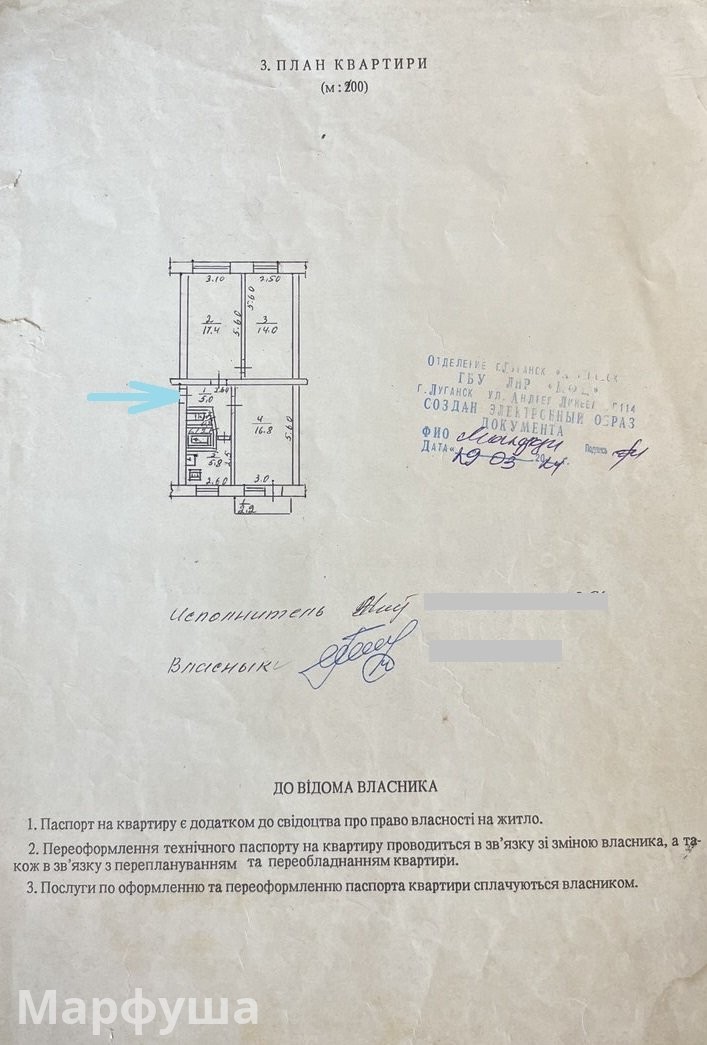 3. ПЛАН КВАРТИРИ
(м : 200)
3.10 2.50
5.60
5.60
2
17.4
3
14.0
1
5.0
4
16.8
5.60
5.8
2.60 3.0
2.2
ОТДЕЛЕНИЕ
ГБУ ЛНР
Г. ЛУГАНСК УЛ.
СОЗДАН ЭЛЕКТРОННЫЙ ОБРАЗ
ДОКУМЕНТА
ФИО
Подпись
ДАТА « 29 03 2024 г.
Исполнитель
Власныки
ДО ВІДОМА ВЛАСНИКА
1. Паспорт на квартиру є додатком до свідоцтва про право власності на житло.
2. Переоформлення технічного паспорту на квартиру проводиться в зв’язку зі зміною власника, а та-
кож в зв’язку з переплануванням та переобладнанням квартири.
3. Послуги по оформленню та переоформленню паспорта квартири сплачуються власником.
Марфуша